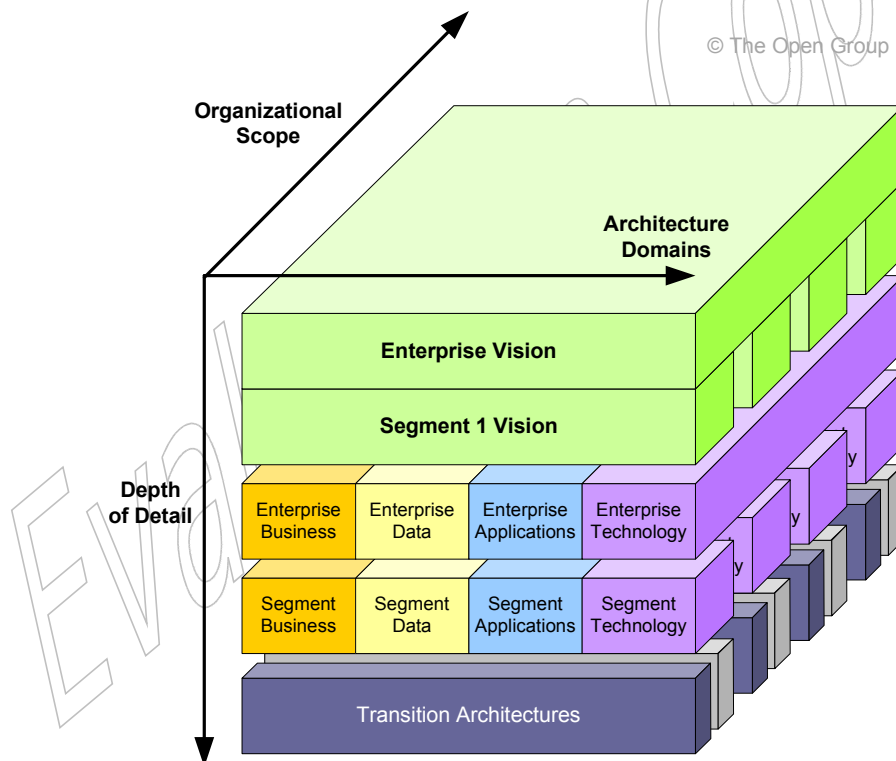 © The Open Group
Organizational
Scope
Architecture
Domains
Enterprise Vision
Segment 1 Vision
Depth
of Detail
Enterprise
Business
Enterprise
Data
Enterprise
Applications
Enterprise
Technology
Segment
Business
Segment
Data
Segment
Applications
Segment
Technology
Transition Architectures